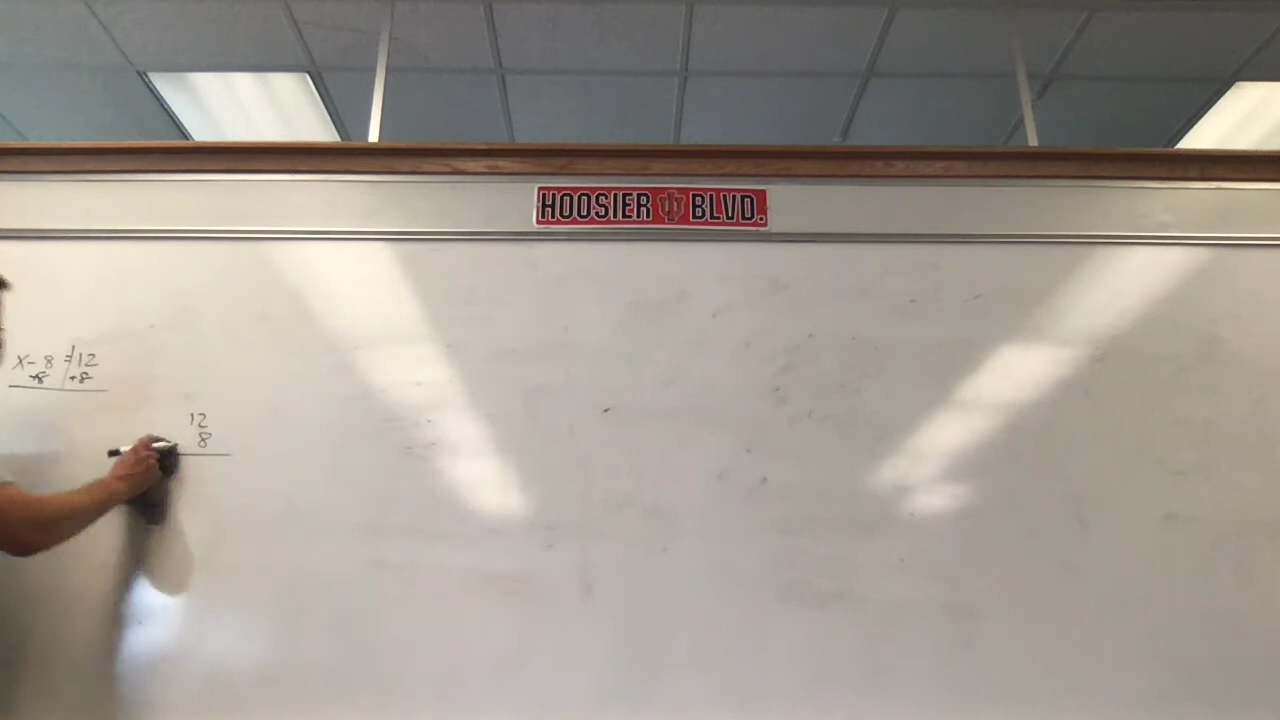 HOOSIER BLVD.
x - 8 = 12
+8 +8
12
8